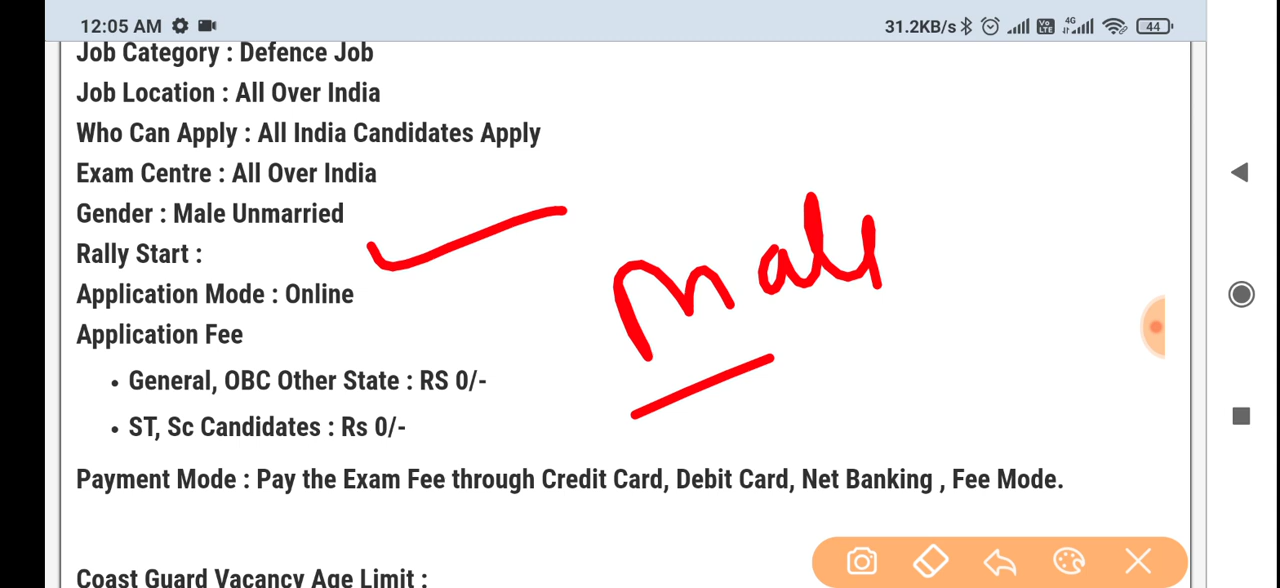 12:05 AM 31.2KB/s 4G 44
Job Category : Defence Job
Job Location : All Over India
Who Can Apply : All India Candidates Apply
Exam Centre : All Over India
Gender : Male Unmarried
Rally Start :
Male
Application Mode : Online
Application Fee
• General, OBC Other State : RS 0/-
• ST, Sc Candidates : Rs 0/-
Payment Mode : Pay the Exam Fee through Credit Card, Debit Card, Net Banking , Fee Mode.
Coast Guard Vacancy Age Limit :